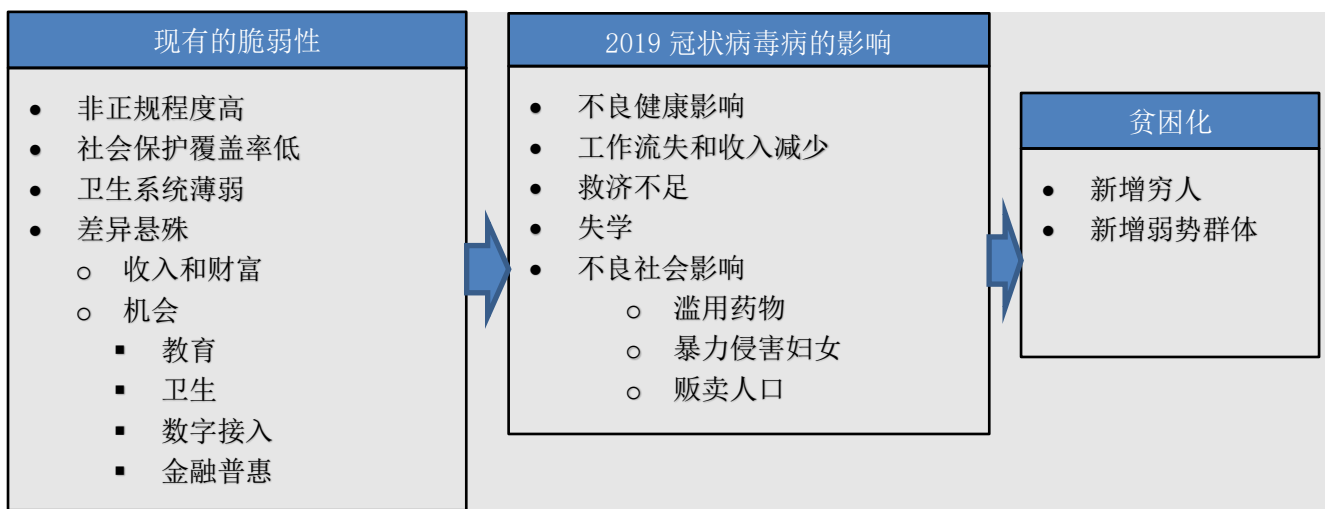 现有的脆弱性
• 非正规程度高
• 社会保护覆盖率低
• 卫生系统薄弱
• 差异悬殊
o 收入和财富
o 机会
▪ 教育
▪ 卫生
▪ 数字接入
▪ 金融普惠
2019 冠状病毒病的影响
• 不良健康影响
• 工作流失和收入减少
• 救济不足
• 失学
• 不良社会影响
o 滥用药物
o 暴力侵害妇女
o 贩卖人口
贫困化
• 新增穷人
• 新增弱势群体